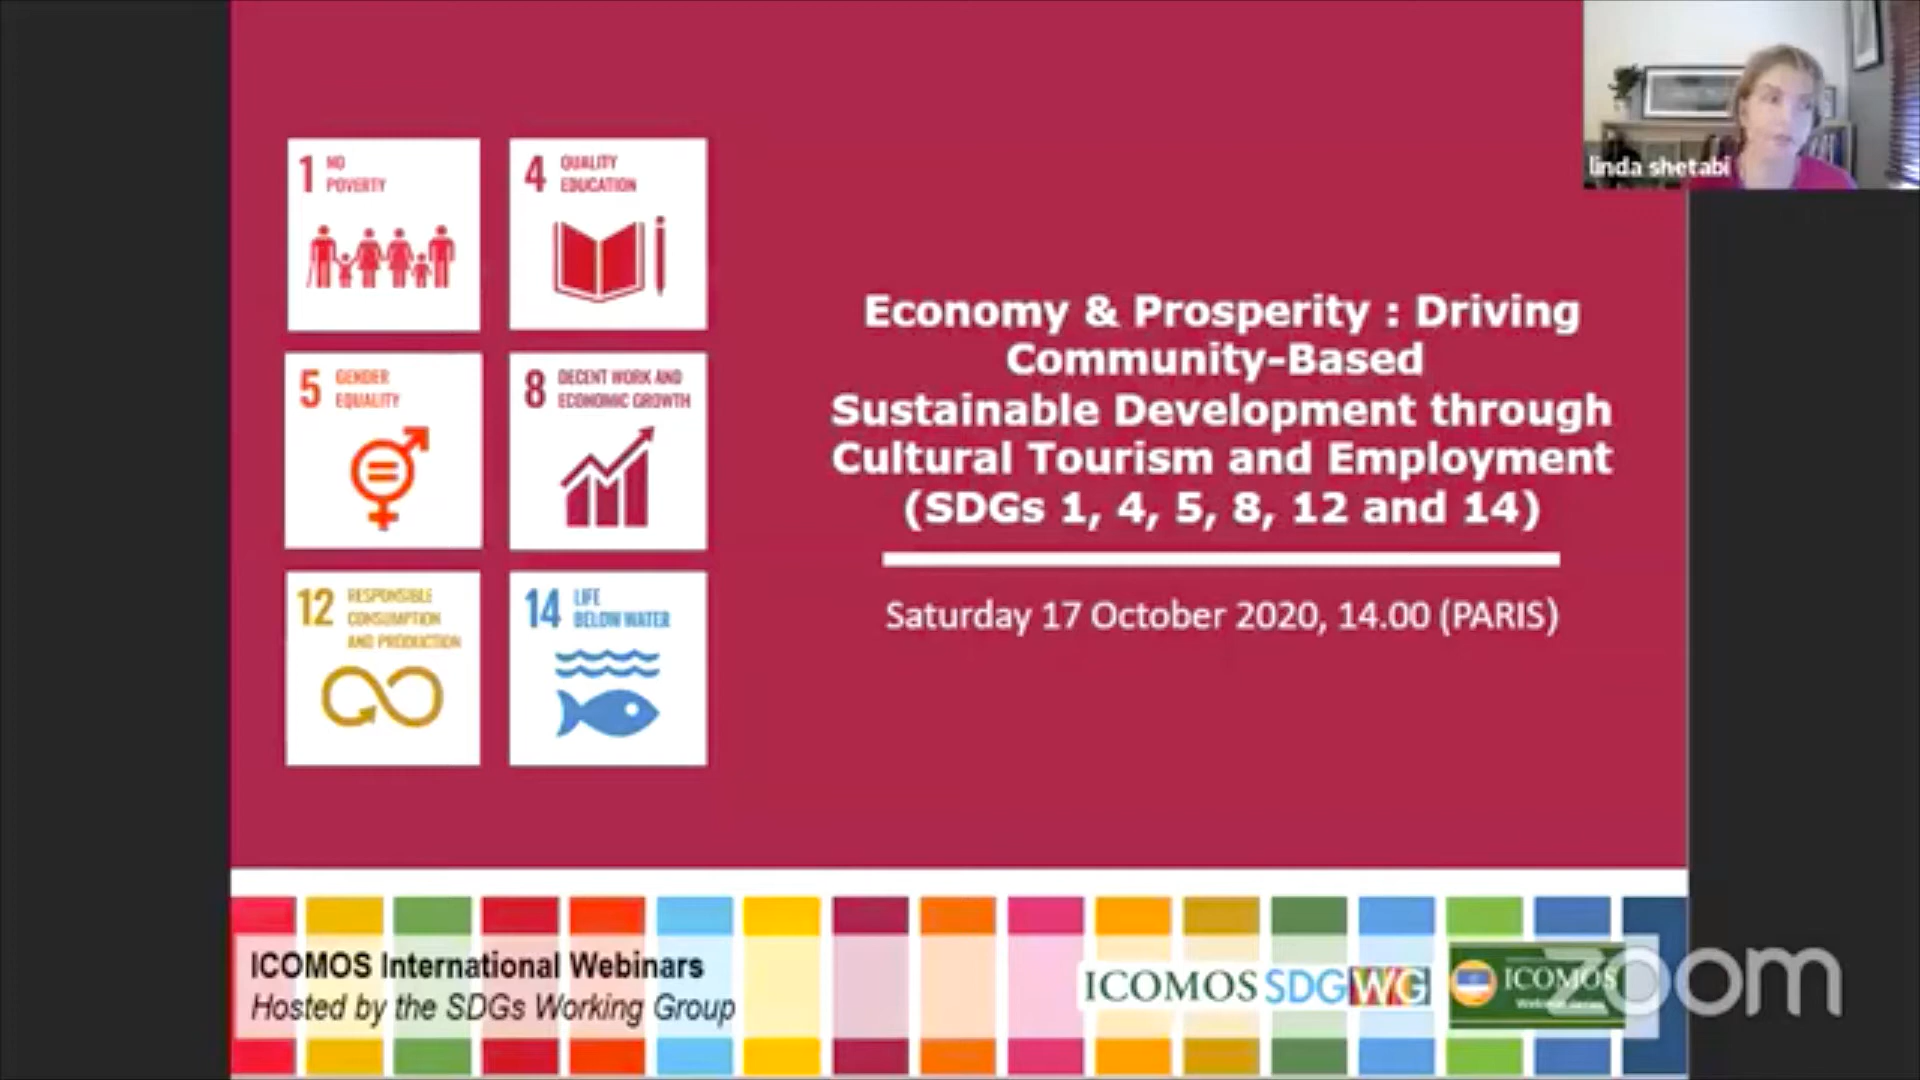 linda shetabi
1 NO
POVERTY
4 QUALITY
EDUCATION
5 GENDER
EQUALITY
8 DECENT WORK AND
ECONOMIC GROWTH
12 RESPONSIBLE
CONSUMPTION
AND PRODUCTION
14 LIFE
BELOW WATER
Economy & Prosperity : Driving
Community-Based
Sustainable Development through
Cultural Tourism and Employment
(SDGs 1, 4, 5, 8, 12 and 14)
Saturday 17 October 2020, 14.00 (PARIS)
ICOMOS International Webinars
Hosted by the SDGs Working Group
ICOMOS SDGWG
ICOMOS
zoom